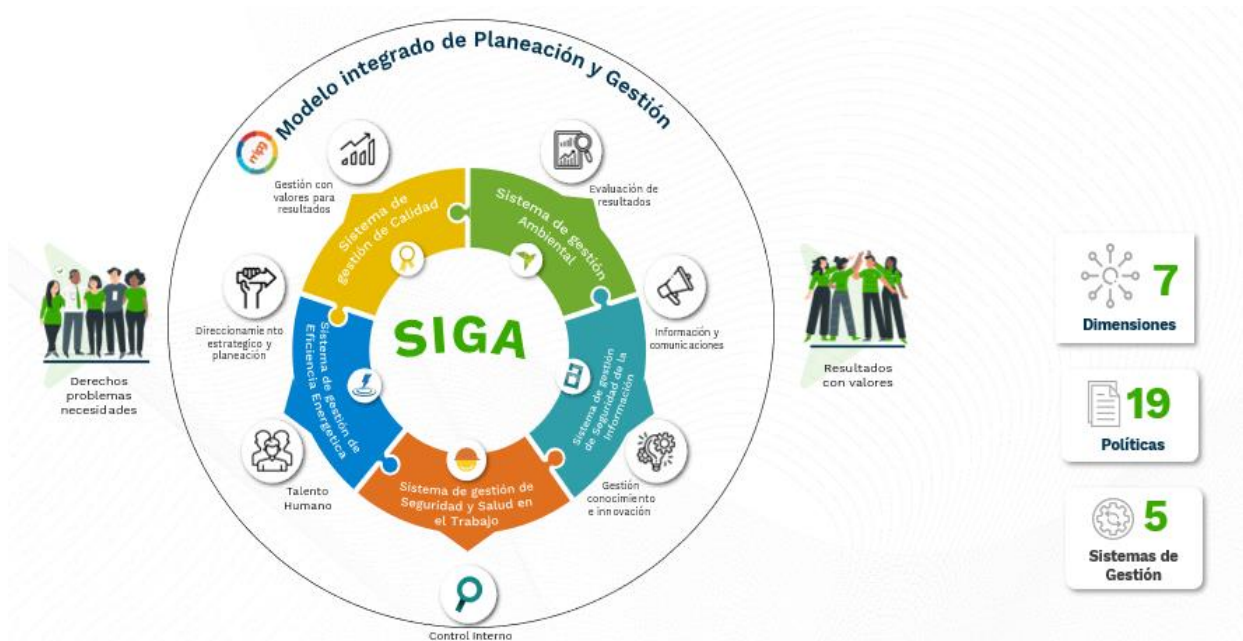 Modelo integrado de Planeación y Gestión
mipg
Gestión con
valores para
resultados
Evaluación de
resultados
Sistema de
gestión de Calidad
Sistema de gestión
Ambiental
Direccionamiento
estrategico y
planeación
Información y
comunicaciones
SIGA
Sistema de gestión de
Eficiencia Energética
Sistema de gestión
de Seguridad de la
Información
Derechos
problemas
necesidades
Resultados
con valores
Talento
Humano
Sistema de gestión de
Seguridad y Salud en
el Trabajo
Gestión
conocimiento
e innovación
Control Interno
7
Dimensiones
19
Políticas
5
Sistemas de
Gestión